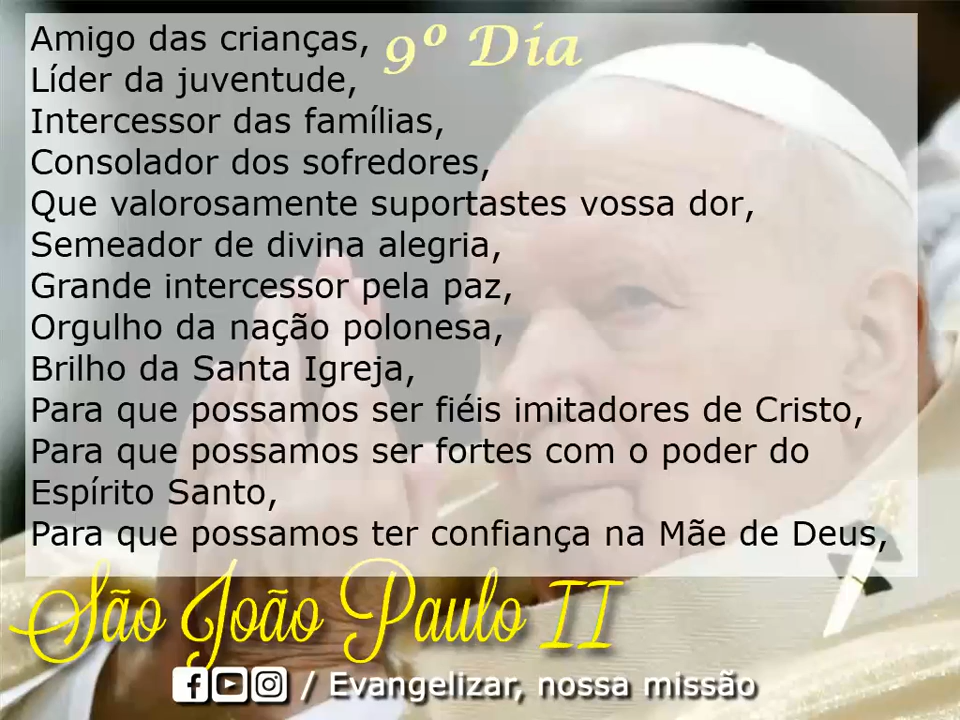 9º Dia
Amigo das crianças,
Líder da juventude,
Intercessor das famílias,
Consolador dos sofredores,
Que valorosamente suportastes vossa dor,
Semeador de divina alegria,
Grande intercessor pela paz,
Orgulho da nação polonesa,
Brilho da Santa Igreja,
Para que possamos ser fiéis imitadores de Cristo,
Para que possamos ser fortes com o poder do
Espírito Santo,
Para que possamos ter confiança na Mãe de Deus,
São João Paulo II
/ Evangelizar, nossa missão